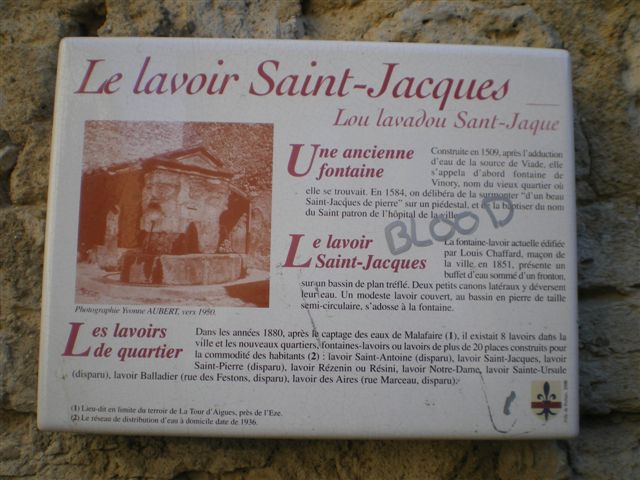 Le lavoir Saint-Jacques
Lou lavadou Sant-Jaque
Une ancienne
fontaine
Construite en 1509, après l'adduction
d'eau de la source de Viade, elle
s'appela d'abord fontaine de
Vinory, nom du vieux quartier où
elle se trouvait. En 1584, on délibéra de la surmonter "d'un beau
Saint-Jacques de pierre" sur un piédestal, et de la baptiser du nom
du Saint patron de l'hôpital de la ville.
BLOOD
Le lavoir
Saint-Jacques
La fontaine-lavoir actuelle édifiée
par Louis Chaffard, maçon de
la ville en 1851, présente un
buffet d'eau sommé d'un fronton,
sur un bassin de plan tréflé. Deux petits canons latéraux y déversent
leur eau. Un modeste lavoir couvert, au bassin en pierre de taille
semi-circulaire, s'adosse à la fontaine.
Photographie Yvonne AUBERT, vers 1950.
Les lavoirs
de quartier
Dans les années 1880, après le captage des eaux de Malafaire (1), il existait 8 lavoirs dans la
ville et les nouveaux quartiers, fontaines-lavoirs ou lavoirs de plus de 20 places construits pour
la commodité des habitants (2) : lavoir Saint-Antoine (disparu), lavoir Saint-Jacques, lavoir
Saint-Pierre (disparu), lavoir Rézenin ou Résini, lavoir Notre-Dame, lavoir Sainte-Ursule
(disparu), lavoir Balladier (rue des Festons, disparu), lavoir des Aires (rue Marceau, disparu).
(1) Lieu-dit en limite du terroir de La Tour d'Aigues, près de l'Eze.
(2) Le réseau de distribution d'eau à domicile date de 1936.